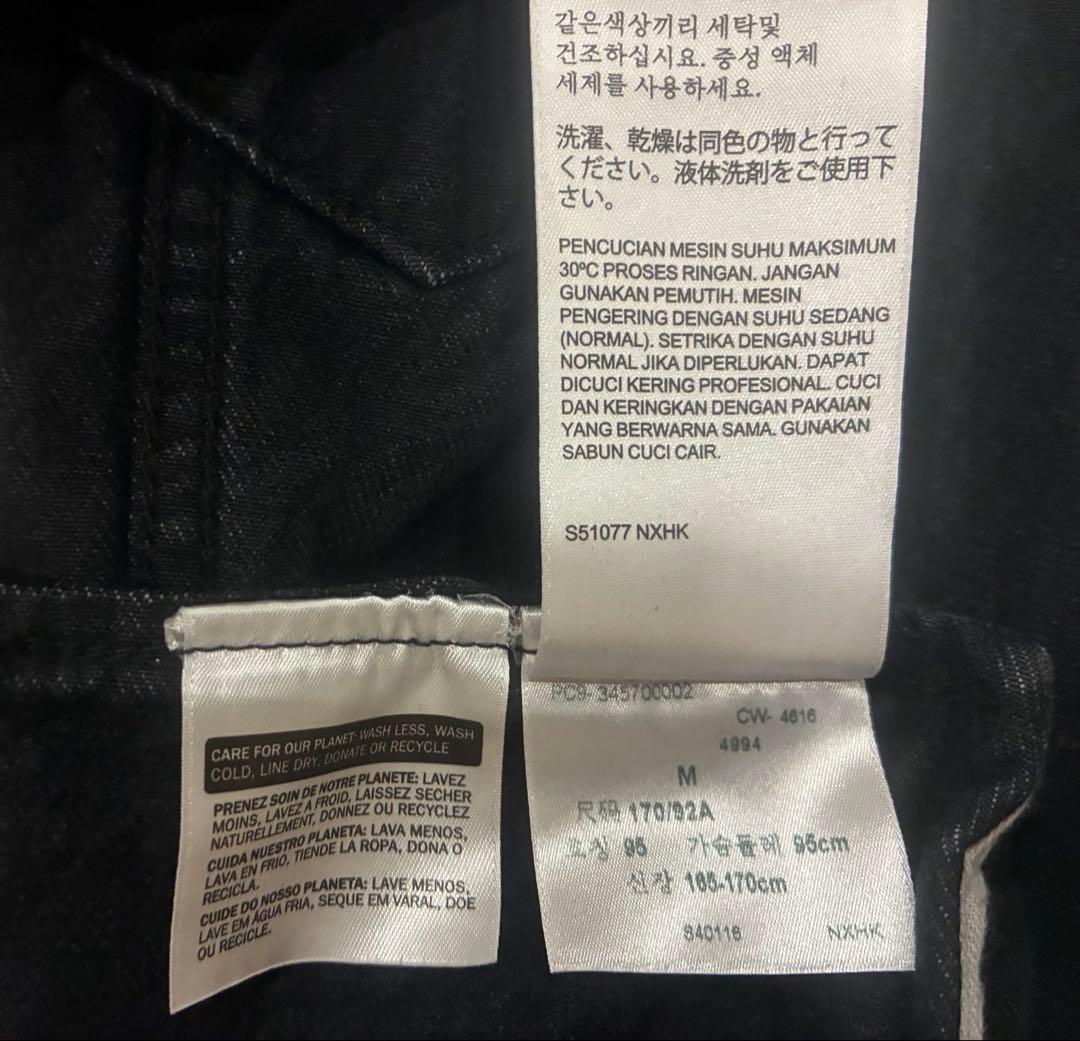 같은색상끼리 세탁및
건조하십시요. 중성 액체
세제를 사용하세요.
洗濯、乾燥は同色の物と行って
ください。液体洗剤をご使用下
さい。
PENCUCIAN MESIN SUHU MAKSIMUM
30ºC PROSES RINGAN. JANGAN
GUNAKAN PEMUTIH. MESIN
PENGERING DENGAN SUHU SEDANG
(NORMAL). SETRIKA DENGAN SUHU
NORMAL JIKA DIPERLUKAN. DAPAT
DICUCI KERING PROFESIONAL. CUCI
DAN KERINGKAN DENGAN PAKAIAN
YANG BERWARNA SAMA. GUNAKAN
SABUN CUCI CAIR.
S51077 NXHK
CARE FOR OUR PLANET: WASH LESS, WASH
COLD, LINE DRY, DONATE OR RECYCLE
PRENEZ SOIN DE NOTRE PLANETE: LAVEZ
MOINS, LAVEZ A FROID, LAISSEZ SECHER
NATURELLEMENT, DONNEZ OU RECYCLEZ
CUIDA NUESTRO PLANETA: LAVA MENOS,
LAVA EN FRIO, TIENDE LA ROPA, DONA O
RECICLA.
CUIDE DO NOSSO PLANETA: LAVE MENOS,
LAVE EM ÁGUA FRIA, SEQUE EM VARAL, DOE
OU RECICLE.
PC9- 345700002
CW- 4616
4994
M
尺码 170/92A
호칭 95 가슴둘레 95cm
신장 165-170cm
S40116 NXHK